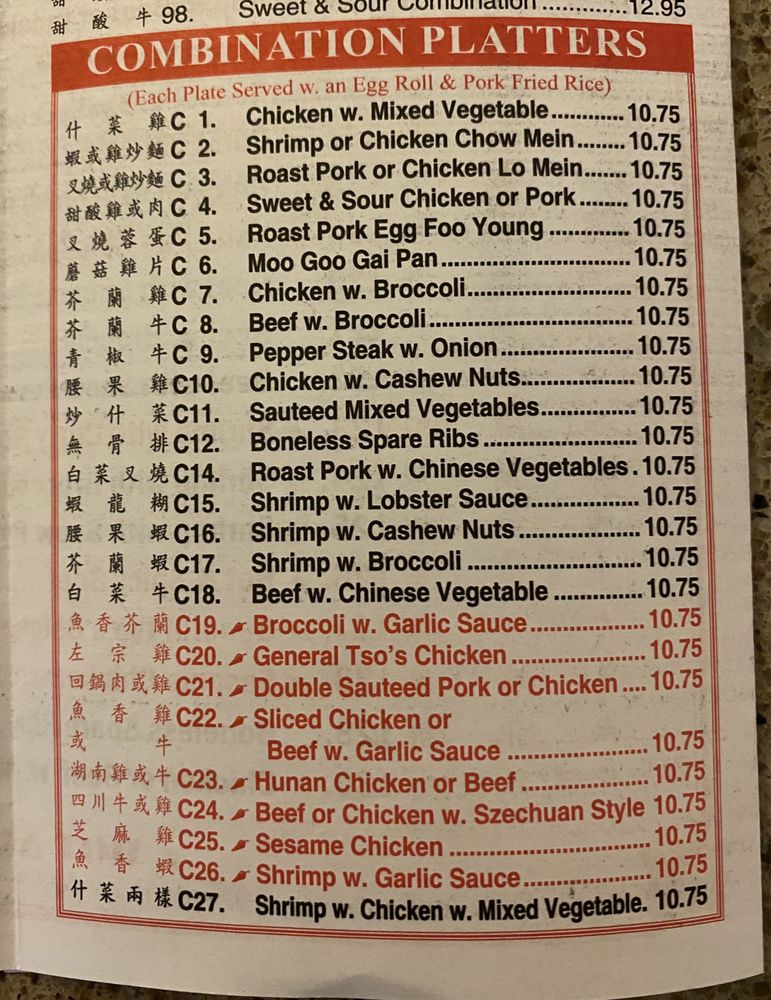 甜 酸 牛 98. Sweet & Sour Combination .............12.95
COMBINATION PLATTERS
(Each Plate Served w. an Egg Roll & Pork Fried Rice)
什 菜 雞 C 1. Chicken w. Mixed Vegetable............ 10.75
蝦或雞炒麵 C 2. Shrimp or Chicken Chow Mein........ 10.75
叉燒或雞炒麵 C 3. Roast Pork or Chicken Lo Mein....... 10.75
甜酸雞或肉 C 4. Sweet & Sour Chicken or Pork........ 10.75
叉 燒 蓉 蛋 C 5. Roast Pork Egg Foo Young ............. 10.75
蘑 菇 雞 片 C 6. Moo Goo Gai Pan............................... 10.75
芥 蘭 雞 C 7. Chicken w. Broccoli.......................... 10.75
芥 蘭 牛 C 8. Beef w. Broccoli................................. 10.75
青 椒 牛 C 9. Pepper Steak w. Onion..................... 10.75
腰 果 雞 C10. Chicken w. Cashew Nuts.................. 10.75
炒 什 菜 C11. Sauteed Mixed Vegetables............... 10.75
無 骨 排 C12. Boneless Spare Ribs ........................ 10.75
白 菜 叉 燒 C14. Roast Pork w. Chinese Vegetables . 10.75
蝦 龍 糊 C15. Shrimp w. Lobster Sauce................. 10.75
腰 果 蝦 C16. Shrimp w. Cashew Nuts ................... 10.75
芥 蘭 蝦 C17. Shrimp w. Broccoli ........................... 10.75
白 菜 牛 C18. Beef w. Chinese Vegetable .............. 10.75
魚 香 芥 蘭 C19. Broccoli w. Garlic Sauce.................. 10.75
左 宗 雞 C20. General Tso's Chicken ..................... 10.75
回鍋肉或雞 C21. Double Sauteed Pork or Chicken .... 10.75
魚 香 雞 C22. Sliced Chicken or
或 牛 Beef w. Garlic Sauce ...................... 10.75
湖南雞或牛 C23. Hunan Chicken or Beef ..................... 10.75
四川牛或雞 C24. Beef or Chicken w. Szechuan Style 10.75
芝 麻 雞 C25. Sesame Chicken ................................ 10.75
魚 香 蝦 C26. Shrimp w. Garlic Sauce..................... 10.75
什 菜 兩 樣 C27. Shrimp w. Chicken w. Mixed Vegetable. 10.75